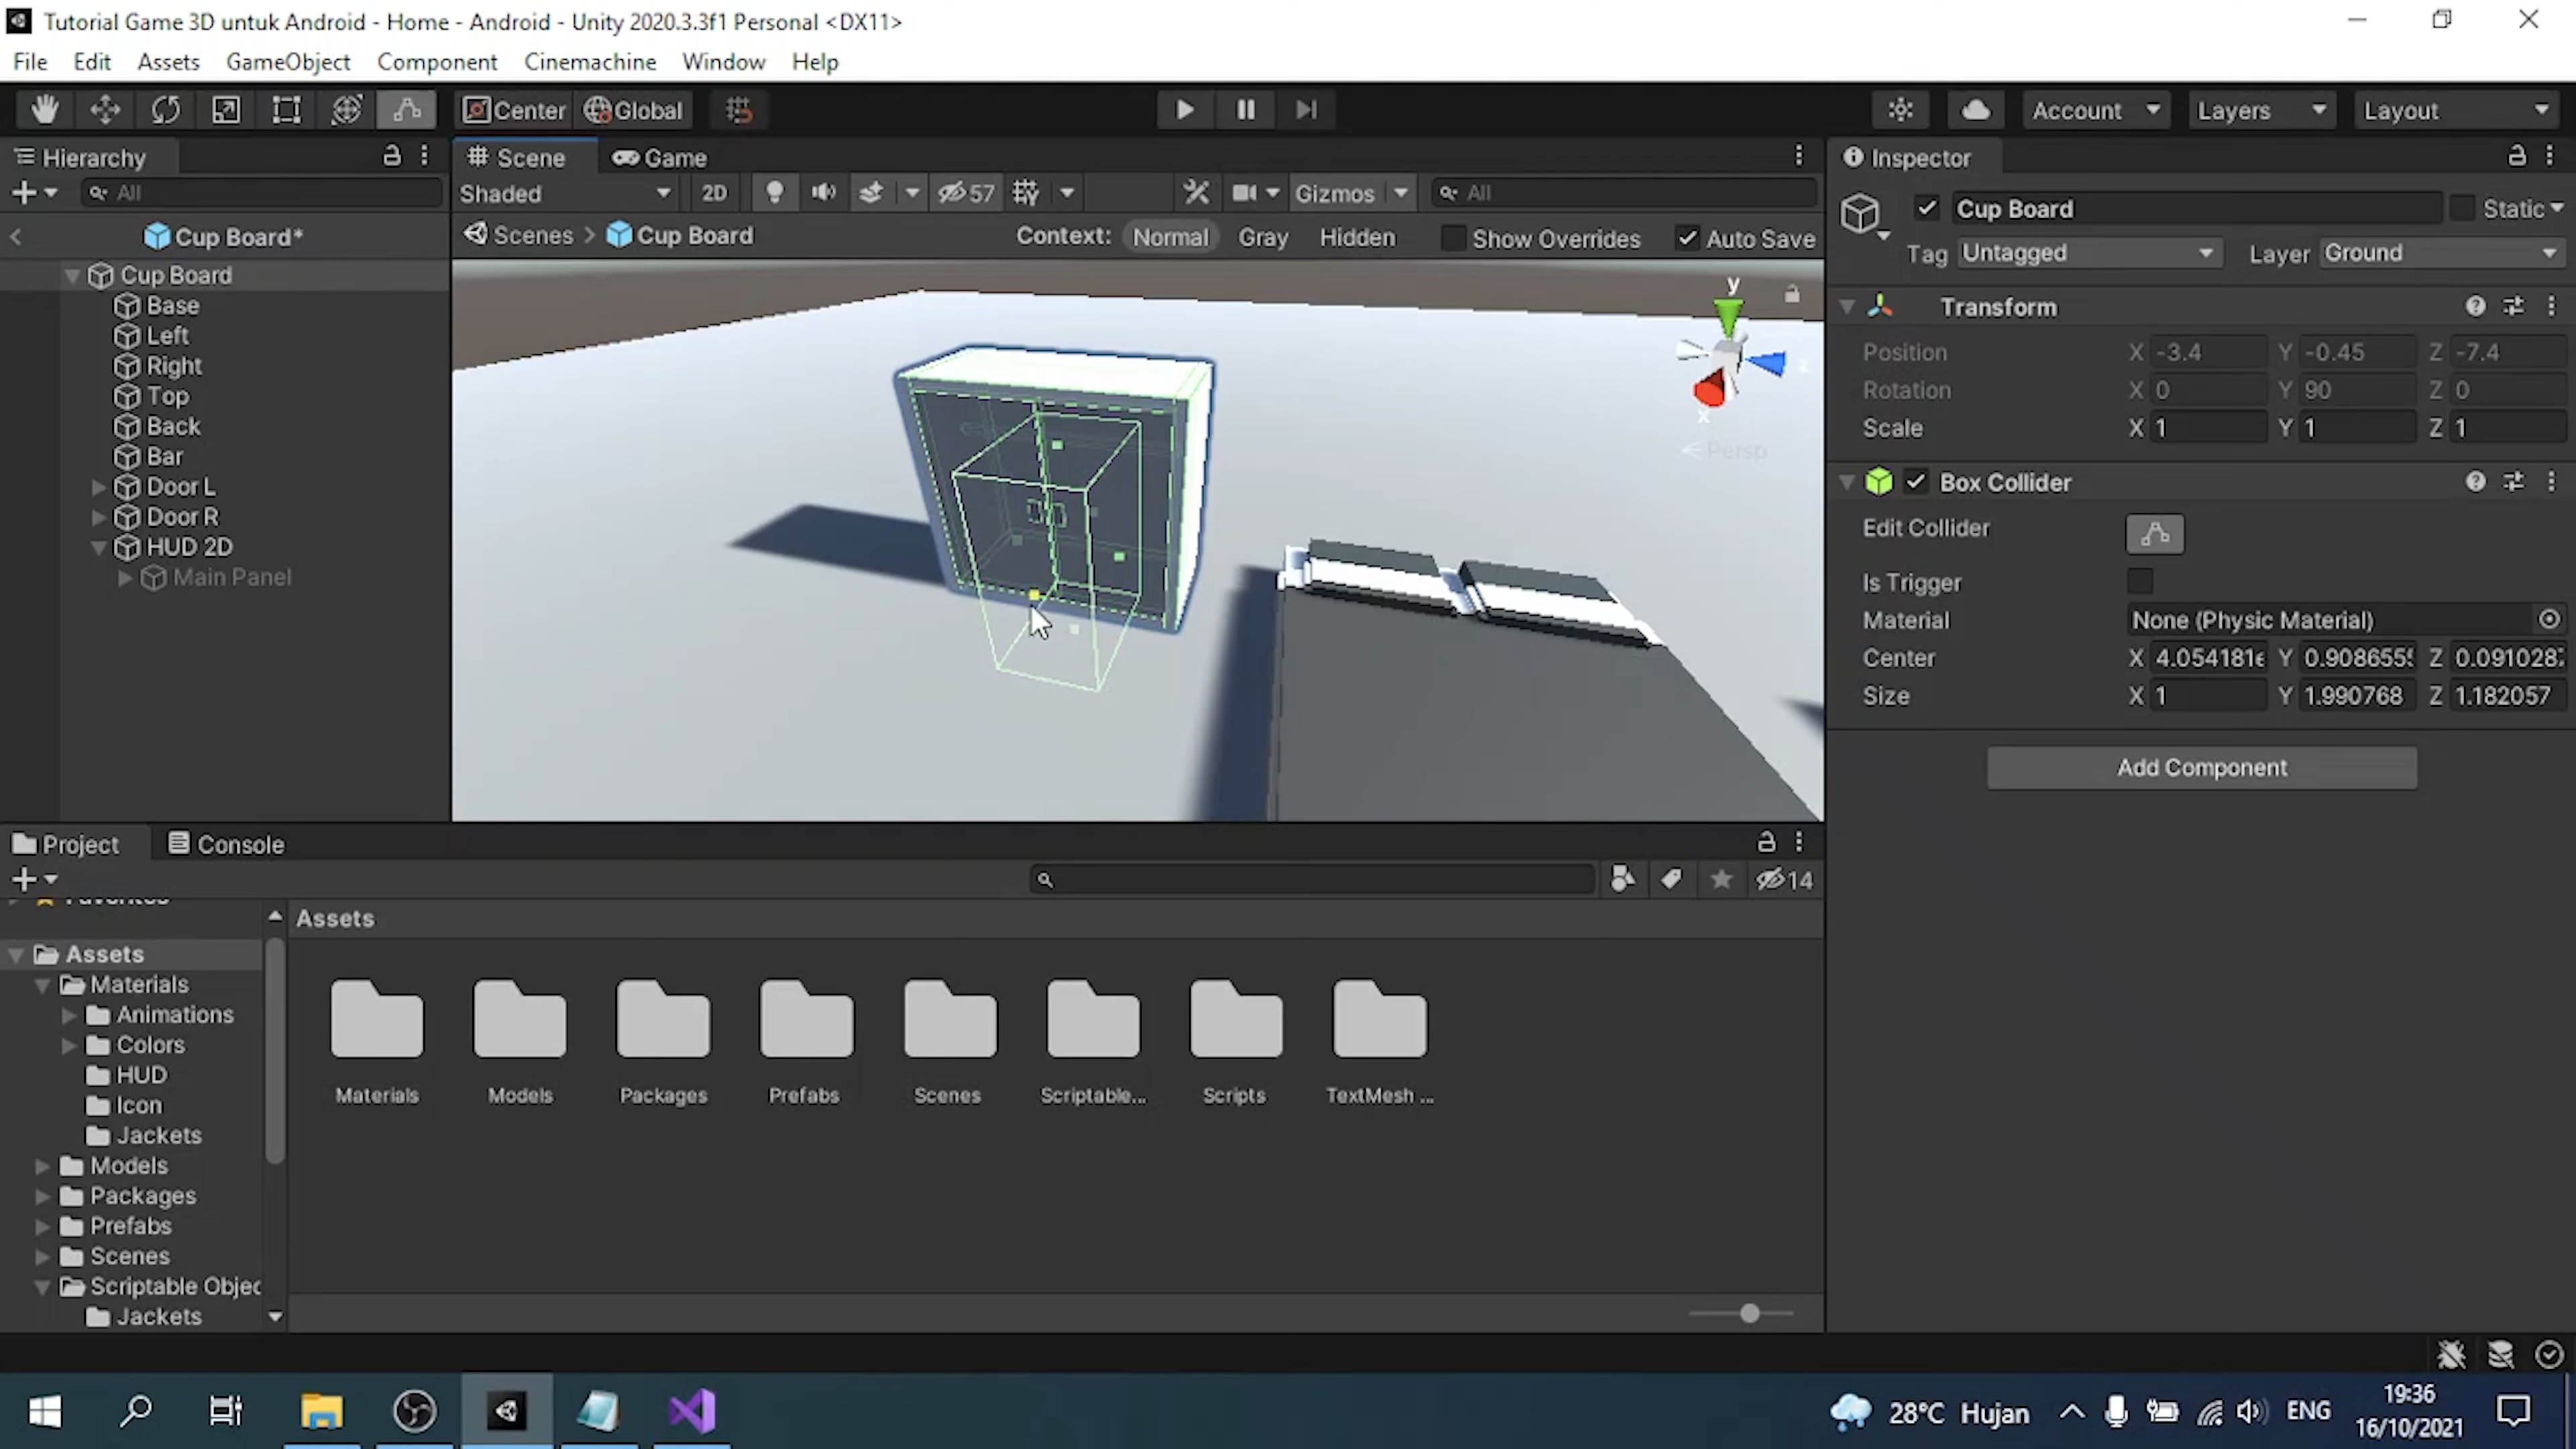 Tutorial Game 3D untuk Android - Home - Android - Unity 2020.3.3f1 Personal <DX11>
File Edit Assets GameObject Component Cinemachine Window Help
Center Global Account Layers Layout
Hierarchy Scene Game Inspector
All Shaded 2D 57 Gizmos All
Cup Board Static
Cup Board* Scenes Cup Board Context: Normal Gray Hidden Show Overrides Auto Save
Tag Untagged Layer Ground
Cup Board
Base
Left
Right
Top
Back
Bar
Door L
Door R
HUD 2D
Main Panel
y
x
z
Persp
Transform
Position X -3.4 Y -0.45 Z -7.4
Rotation X 0 Y 90 Z 0
Scale X 1 Y 1 Z 1
Box Collider
Edit Collider
Is Trigger
Material None (Physic Material)
Center X 4.054181e Y 0.908655 Z 0.091028
Size X 1 Y 1.990768 Z 1.182057
Add Component
Project Console
14
Favorites
Assets
Materials
Animations
Colors
HUD
Icon
Jackets
Models
Packages
Prefabs
Scenes
Scriptable Objec
Jackets
Assets
Materials Models Packages Prefabs Scenes Scriptable... Scripts TextMesh ...
28°C Hujan ENG 19:36
16/10/2021